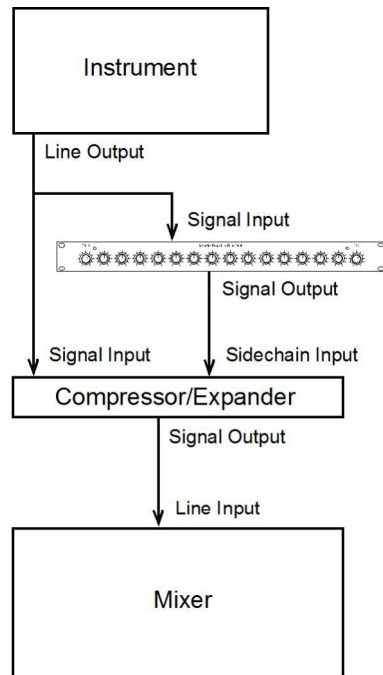 Instrument
Line Output
Signal Input
Signal Output
Signal Input
Sidechain Input
Compressor/Expander
Signal Output
Line Input
Mixer